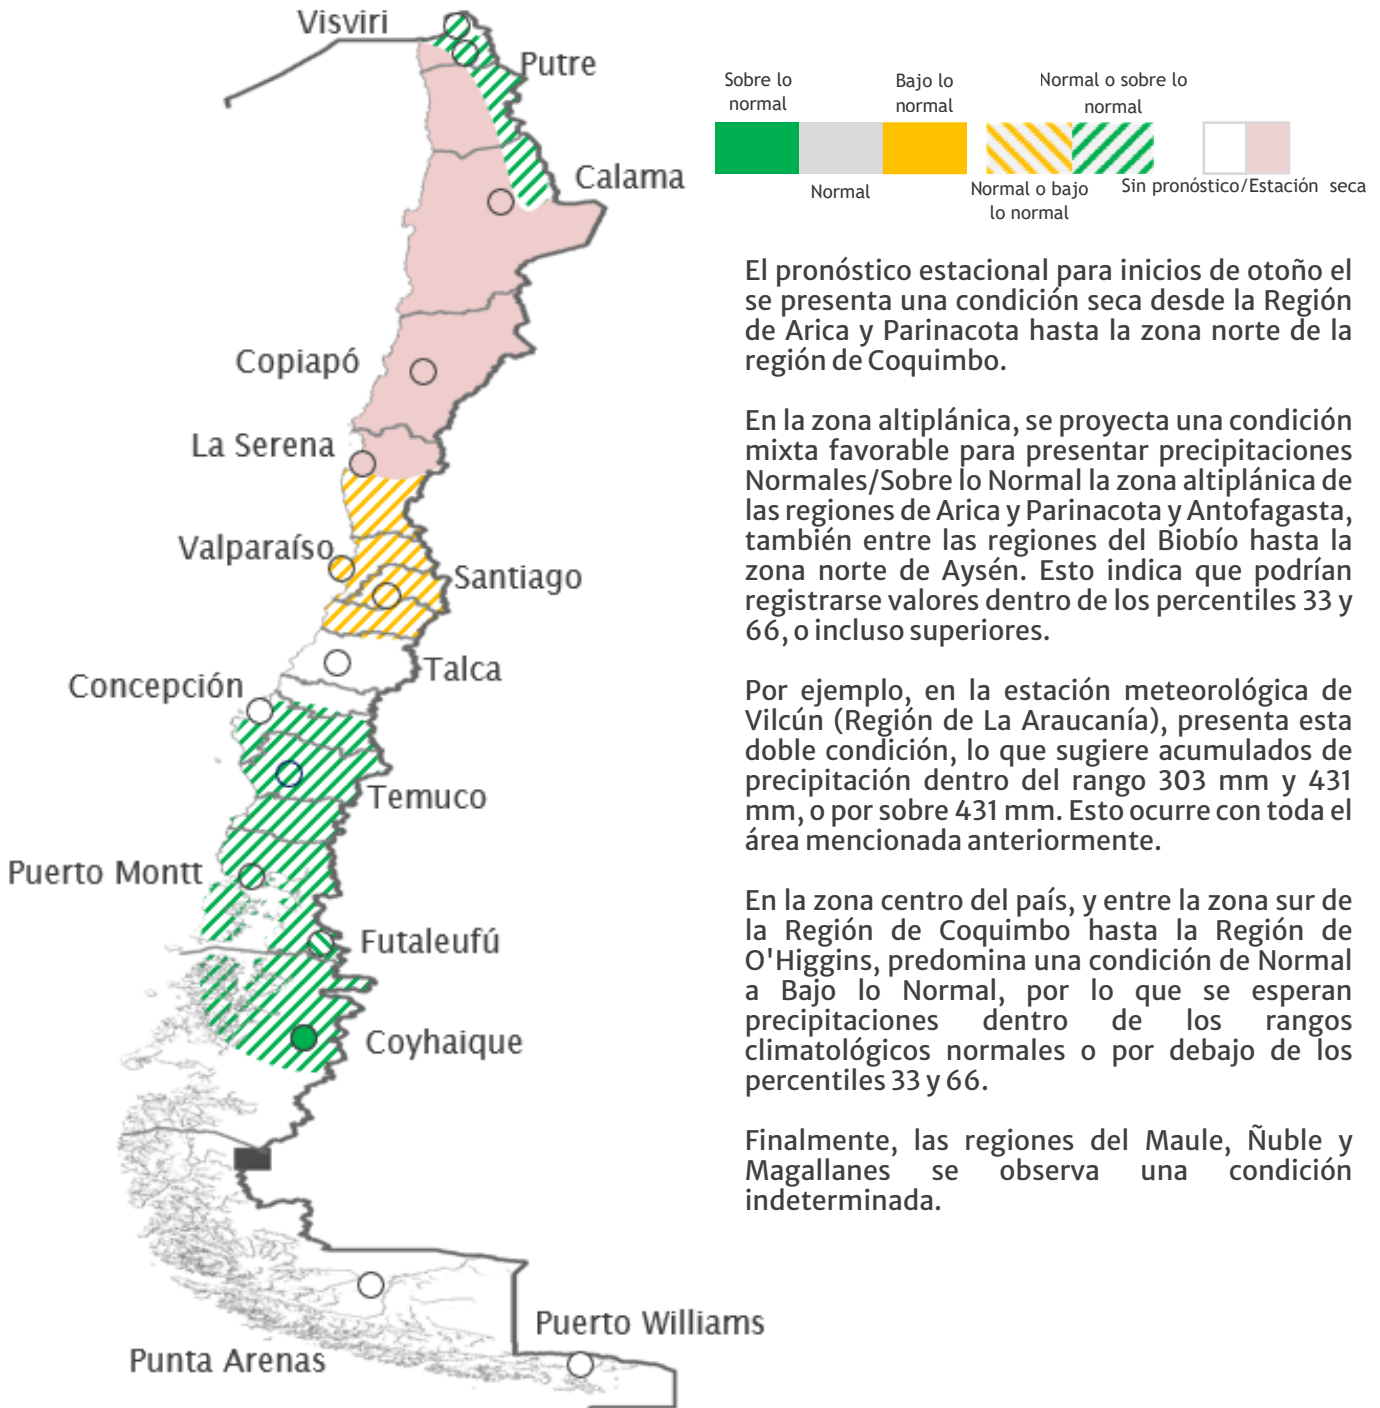 Visviri
Putre
Calama
Copiapó
La Serena
Valparaíso
Santiago
Talca
Concepción
Temuco
Puerto Montt
Futaleufú
Coyhaique
Puerto Williams
Punta Arenas
Sobre lo
normal
Normal
Bajo lo
normal
Normal o bajo
lo normal
Normal o sobre lo
normal
Sin pronóstico/Estación seca
El pronóstico estacional para inicios de otoño el
se presenta una condición seca desde la Región
de Arica y Parinacota hasta la zona norte de la
región de Coquimbo.
En la zona altiplánica, se proyecta una condición
mixta favorable para presentar precipitaciones
Normales/Sobre lo Normal la zona altiplánica de
las regiones de Arica y Parinacota y Antofagasta,
también entre las regiones del Biobío hasta la
zona norte de Aysén. Esto indica que podrían
registrarse valores dentro de los percentiles 33 y
66, o incluso superiores.
Por ejemplo, en la estación meteorológica de
Vilcún (Región de La Araucanía), presenta esta
doble condición, lo que sugiere acumulados de
precipitación dentro del rango 303 mm y 431
mm, o por sobre 431 mm. Esto ocurre con toda el
área mencionada anteriormente.
En la zona centro del país, y entre la zona sur de
la Región de Coquimbo hasta la Región de
O'Higgins, predomina una condición de Normal
a Bajo lo Normal, por lo que se esperan
precipitaciones dentro de los rangos
climatológicos normales o por debajo de los
percentiles 33 y 66.
Finalmente, las regiones del Maule, Ñuble y
Magallanes se observa una condición
indeterminada.